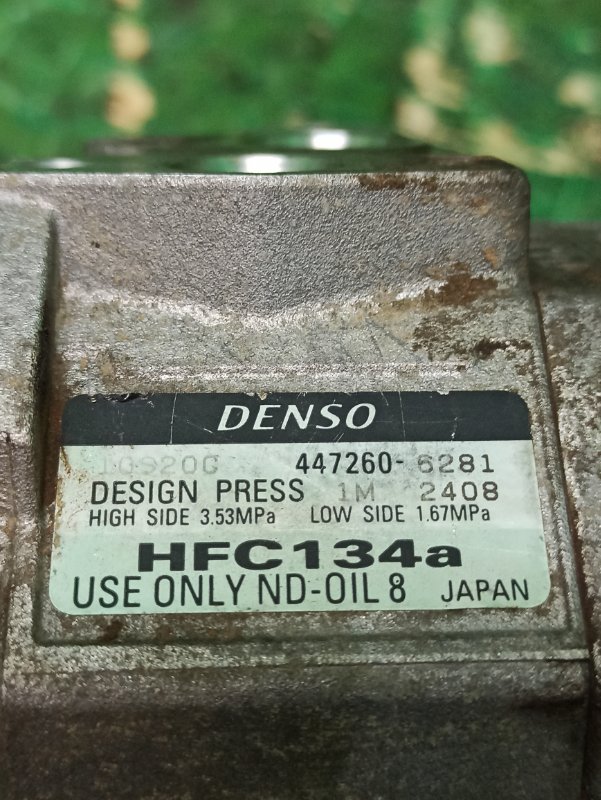 DENSO
10920G 447260-6281
DESIGN PRESS 1M 2408
HIGH SIDE 3.53MPa LOW SIDE 1.67MPa
HFC134a
USE ONLY ND-OIL 8 JAPAN